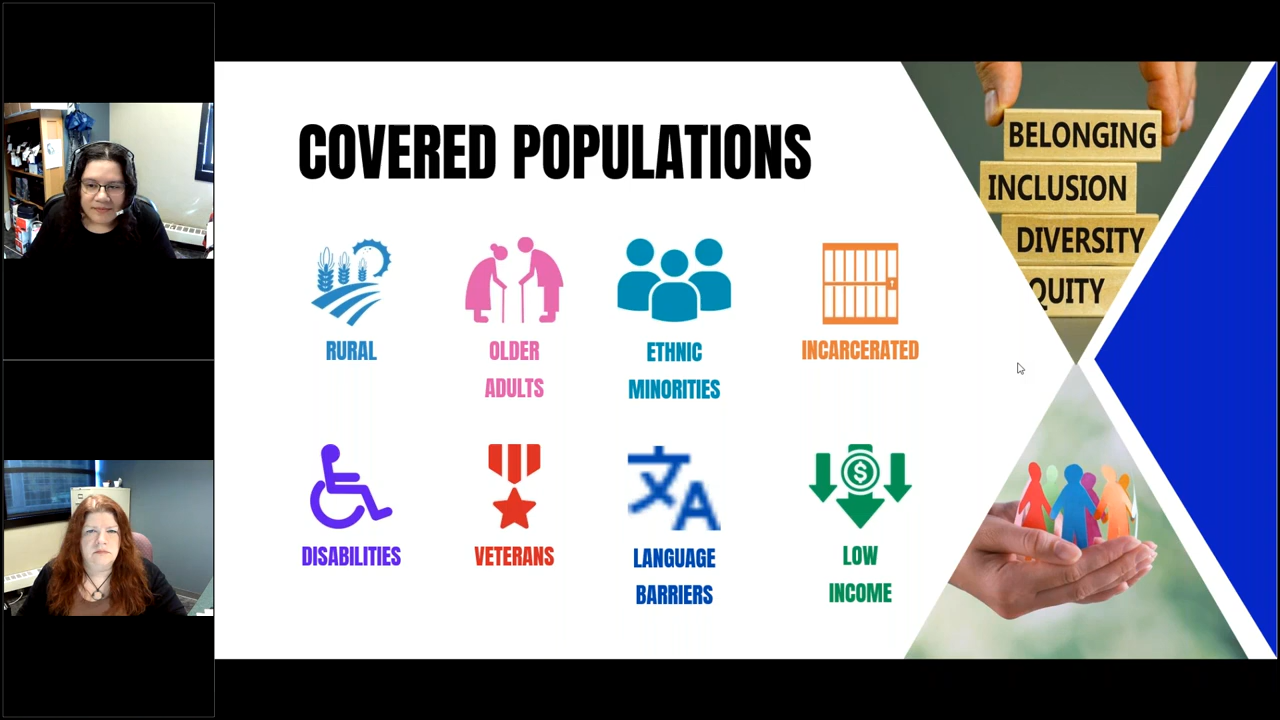 COVERED POPULATIONS
RURAL
OLDER
ADULTS
ETHNIC
MINORITIES
INCARCERATED
DISABILITIES
VETERANS
LANGUAGE
BARRIERS
LOW
INCOME
BELONGING
INCLUSION
DIVERSITY
QUITY